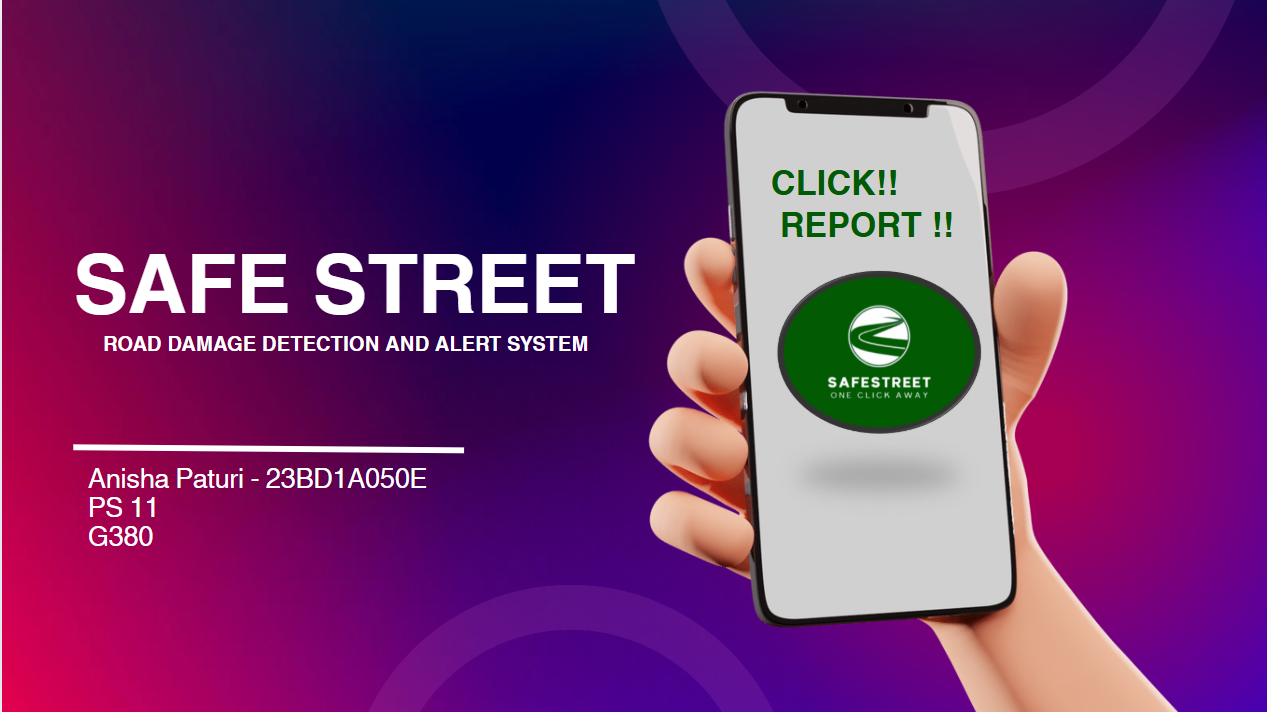 SAFE STREET
ROAD DAMAGE DETECTION AND ALERT SYSTEM
Anisha Paturi - 23BD1A050E
PS 11
G380
CLICK!!
REPORT !!
SAFESTREET
ONE CLICK AWAY